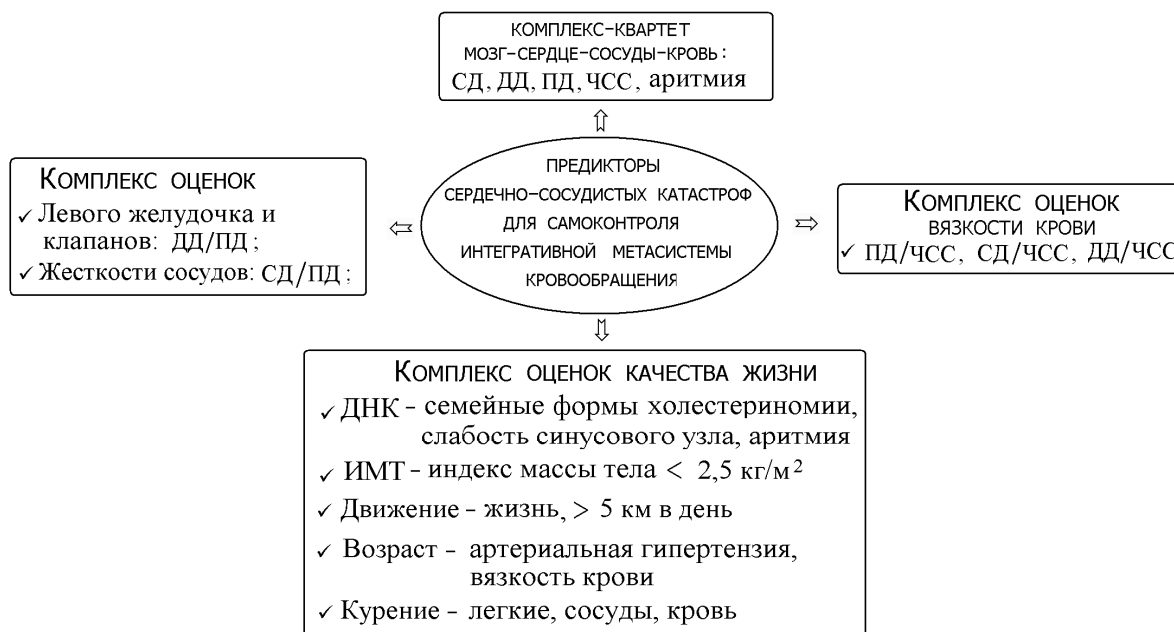 КОМПЛЕКС-КВАРТЕТ
МОЗГ-СЕРДЦЕ-СОСУДЫ-КРОВЬ:
СД, ДД, ПД, ЧСС, аритмия
КОМПЛЕКС ОЦЕНОК
✓ Левого желудочка и
клапанов: ДД/ПД;
✓ Жесткости сосудов: СД/ПД;
ПРЕДИКТОРЫ
СЕРДЕЧНО-СОСУДИСТЫХ КАТАСТРОФ
ДЛЯ САМОКОНТРОЛЯ
ИНТЕГРАТИВНОЙ МЕТАСИСТЕМЫ
КРОВООБРАЩЕНИЯ
КОМПЛЕКС ОЦЕНОК
ВЯЗКОСТИ КРОВИ
✓ ПД/ЧСС, СД/ЧСС, ДД/ЧСС
КОМПЛЕКС ОЦЕНОК КАЧЕСТВА ЖИЗНИ
✓ ДНК – семейные формы холестериномии,
слабость синусового узла, аритмия
✓ ИМТ – индекс массы тела < 2,5 кг/м²
✓ Движение – жизнь, > 5 км в день
✓ Возраст – артериальная гипертензия,
вязкость крови
✓ Курение – легкие, сосуды, кровь